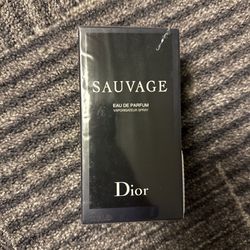 SAUVAGE
EAU DE PARFUM
VAPORISATEUR SPRAY
Dior